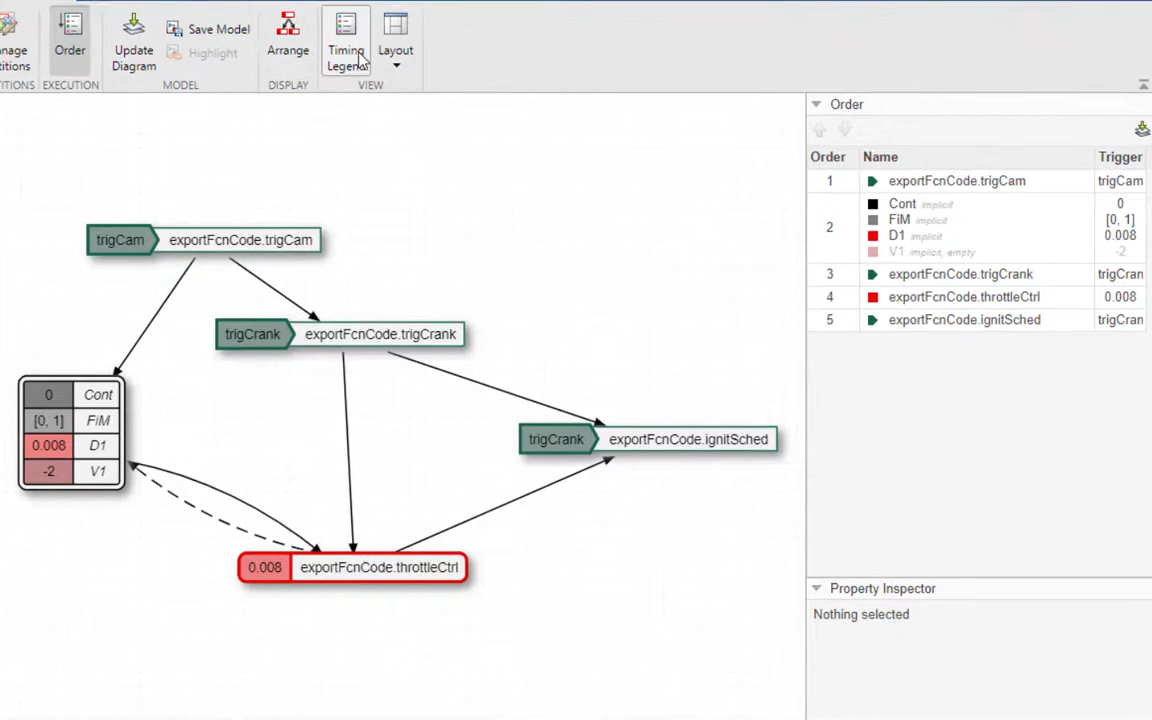 nage
titions
Order
Update
Diagram
Save Model
Highlight
Arrange
Timing
Legend
Layout
TITIONS
EXECUTION
MODEL
DISPLAY
VIEW
trigCam
exportFcnCode.trigCam
trigCrank
exportFcnCode.trigCrank
0 Cont
[0, 1] FiM
0.008 D1
-2 V1
trigCrank
exportFcnCode.ignitSched
0.008
exportFcnCode.throttleCtrl
Order
Order Name Trigger
1 exportFcnCode.trigCam trigCam
2
Cont implicit 0
FiM implicit [0, 1]
D1 implicit 0.008
V1 implicit, empty -2
3 exportFcnCode.trigCrank trigCran
4 exportFcnCode.throttleCtrl 0.008
5 exportFcnCode.ignitSched trigCran
Property Inspector
Nothing selected